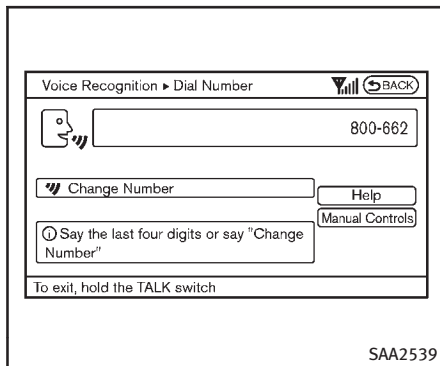 Voice Recognition ▸ Dial Number
BACK
800-662
Change Number
Help
Manual Controls
Say the last four digits or say "Change
Number"
To exit, hold the TALK switch
SAA2539